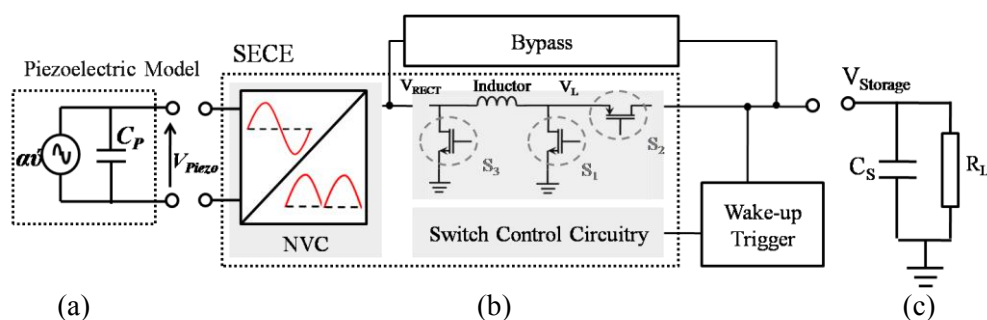 Bypass
SECE
Piezoelectric Model
V_RECT
Inductor
V_L
V_Storage
S_2
C_P
αύ
V_Piezo
S_3
S_1
C_S
R_L
NVC
Switch Control Circuitry
Wake-up
Trigger
(a)
(b)
(c)